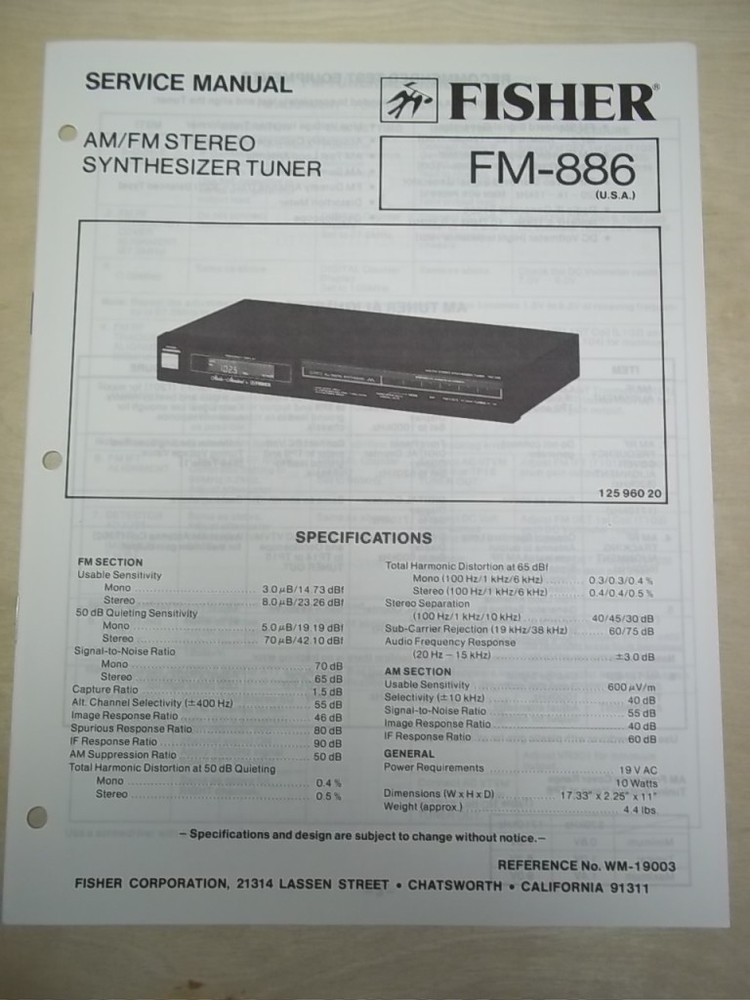 SERVICE MANUAL
FISHER®
AM/FM STEREO
SYNTHESIZER TUNER
FM-886
(U.S.A.)
125 960 20
SPECIFICATIONS
FM SECTION
Usable Sensitivity
Mono 3.0 µB/14.73 dBf
Stereo 8.0 µB/23.26 dBf
50 dB Quieting Sensitivity
Mono 5.0 µB/19.19 dBf
Stereo 70 µB/42.10 dBf
Signal-to-Noise Ratio
Mono 70 dB
Stereo 65 dB
Capture Ratio 1.5 dB
Alt. Channel Selectivity (±400 Hz) 55 dB
Image Response Ratio 46 dB
Spurious Response Ratio 80 dB
IF Response Ratio 90 dB
AM Suppression Ratio 50 dB
Total Harmonic Distortion at 50 dB Quieting
Mono 0.4 %
Stereo 0.5 %
Total Harmonic Distortion at 65 dBf
Mono (100 Hz/1 kHz/6 kHz) 0.3/0.3/0.4 %
Stereo (100 Hz/1 kHz/6 kHz) 0.4/0.4/0.5 %
Stereo Separation
(100 Hz/1 kHz/10 kHz) 40/45/30 dB
Sub-Carrier Rejection (19 kHz/38 kHz) 60/75 dB
Audio Frequency Response
(20 Hz – 15 kHz) ±3.0 dB
AM SECTION
Usable Sensitivity 600 µV/m
Selectivity (±10 kHz) 40 dB
Signal-to-Noise Ratio 55 dB
Image Response Ratio 40 dB
IF Response Ratio 60 dB
GENERAL
Power Requirements 19 V AC
10 Watts
Dimensions (W x H x D) 17.33" x 2.25" x 11"
Weight (approx.) 4.4 lbs.
– Specifications and design are subject to change without notice. –
REFERENCE No. WM-19003
FISHER CORPORATION, 21314 LASSEN STREET • CHATSWORTH • CALIFORNIA 91311